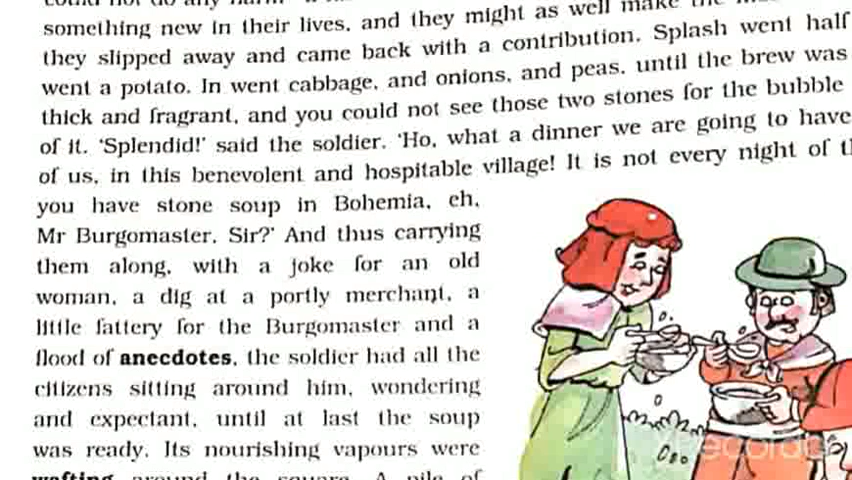 something new in their lives, and they might as well make the
they slipped away and came back with a contribution. Splash went half
went a potato. In went cabbage, and onions, and peas, until the brew was
thick and fragrant, and you could not see those two stones for the bubble
of it. 'Splendid!' said the soldier. 'Ho, what a dinner we are going to have
of us, in this benevolent and hospitable village! It is not every night of
you have stone soup in Bohemia, eh,
Mr Burgomaster, Sir?' And thus carrying
them along, with a joke for an old
woman, a dig at a portly merchant, a
little fattery for the Burgomaster and a
flood of anecdotes, the soldier had all the
citizens sitting around him, wondering
and expectant, until at last the soup
was ready. Its nourishing vapours were
wafting around the square. A pile of